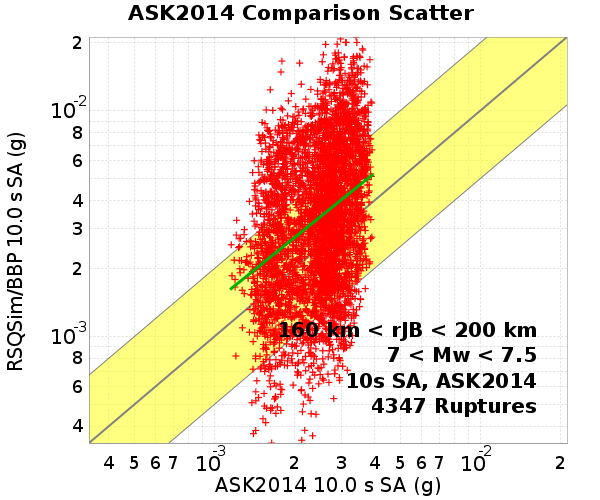 ASK2014 Comparison Scatter
RSQSim/BBP 10.0 s SA (g)
2
10-2
8
6
4
3
2
10-3
8
6
4
160 km < rJB < 200 km
7 < Mw < 7.5
10s SA, ASK2014
4347 Ruptures
4 5 6 7 10-3 2 3 4 5 6 7 10-2 2
ASK2014 10.0 s SA (g)